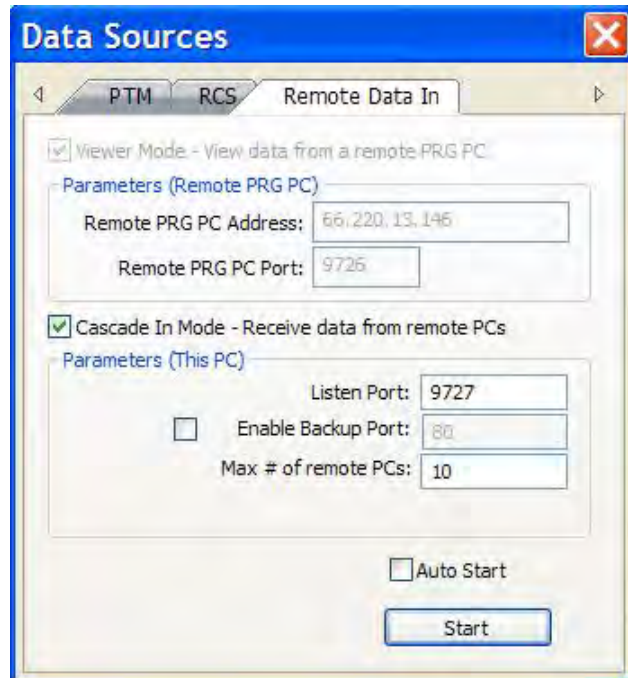 Data Sources
PTM RCS Remote Data In
Viewer Mode - View data from a remote PRG PC
Parameters (Remote PRG PC)
Remote PRG PC Address: 66.220.13.146
Remote PRG PC Port: 9726
Cascade In Mode - Receive data from remote PCs
Parameters (This PC)
Listen Port: 9727
Enable Backup Port: 80
Max # of remote PCs: 10
Auto Start
Start